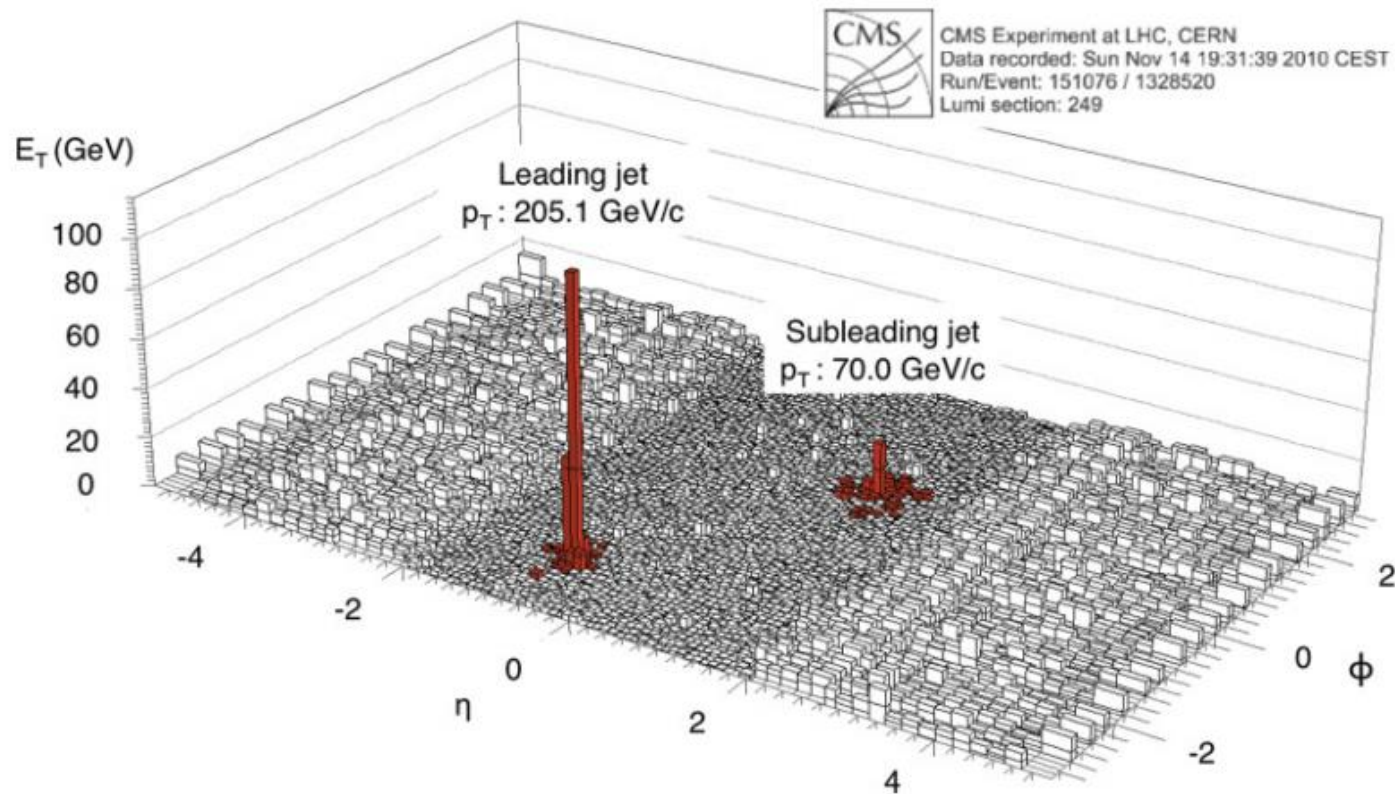 CMS
CMS Experiment at LHC, CERN
Data recorded: Sun Nov 14 19:31:39 2010 CEST
Run/Event: 151076 / 1328520
Lumi section: 249
E_T (GeV)
Leading jet
p_T : 205.1 GeV/c
100
80
60
40
20
0
Subleading jet
p_T : 70.0 GeV/c
-4
-2
0
2
4
η
-2
0
2
ϕ